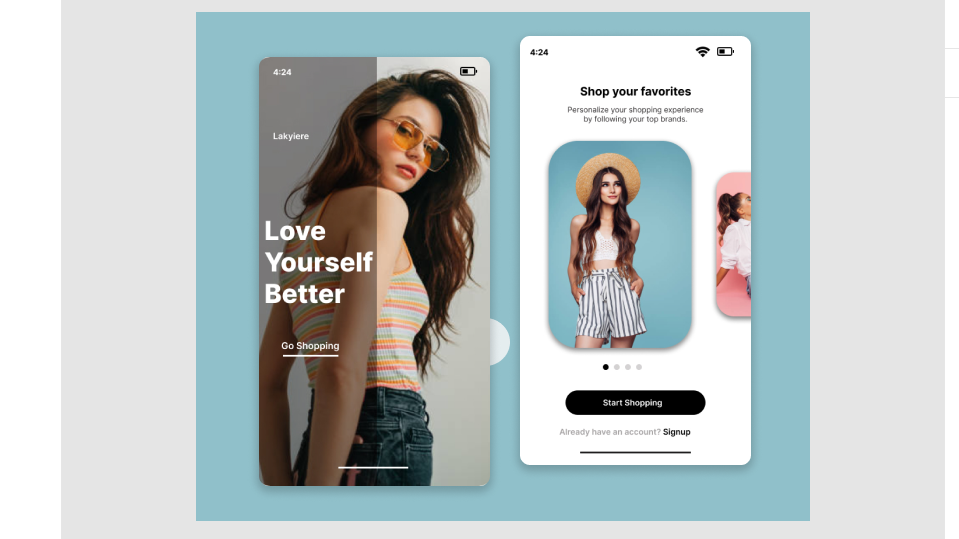 4:24
Lakyiere
Love
Yourself
Better
Go Shopping
4:24
Shop your favorites
Personalize your shopping experience
by following your top brands.
Start Shopping
Already have an account? Signup